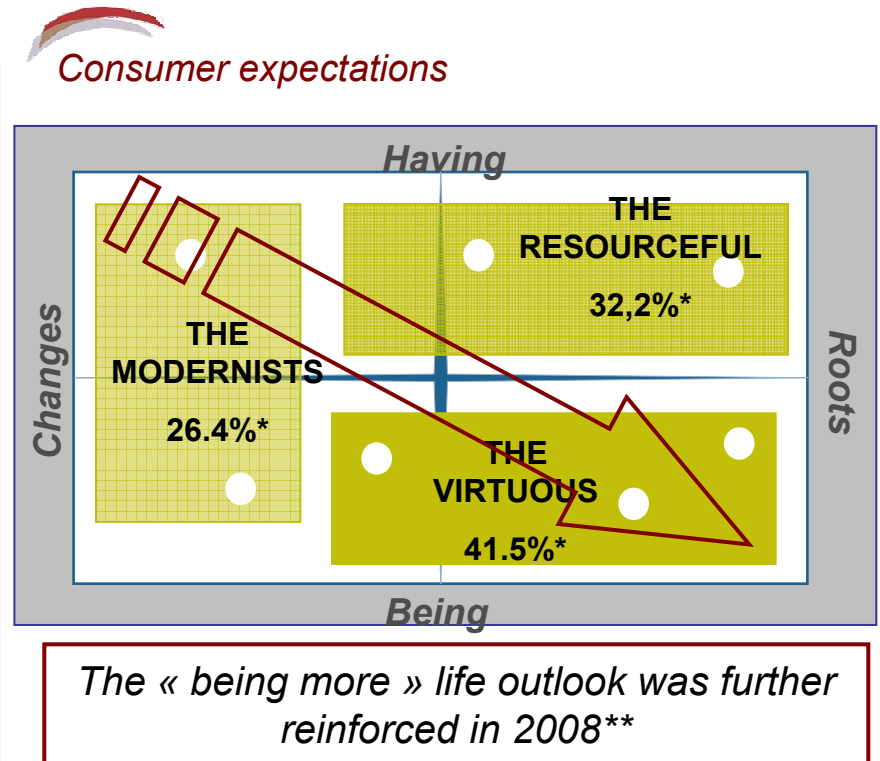 Consumer expectations
Having
THE
RESOURCEFUL
32,2%*
THE
MODERNISTS
26.4%*
Changes
Roots
THE
VIRTUOUS
41.5%*
Being
The « being more » life outlook was further
reinforced in 2008**